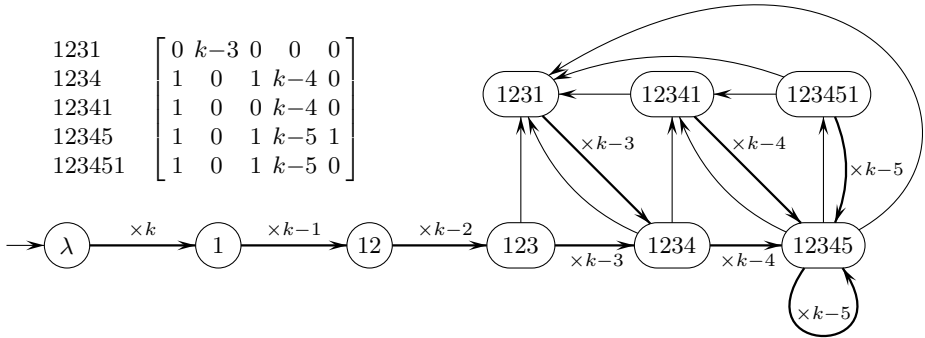 1231 0 k−3 0 0 0
1234 1 0 1 k−4 0
12341 1 0 0 k−4 0
12345 1 0 1 k−5 1
123451 1 0 1 k−5 0
1231 12341 123451
×k−3 ×k−4 ×k−5
λ ×k 1 ×k−1 12 ×k−2 123 ×k−3 1234 ×k−4 12345
×k−5